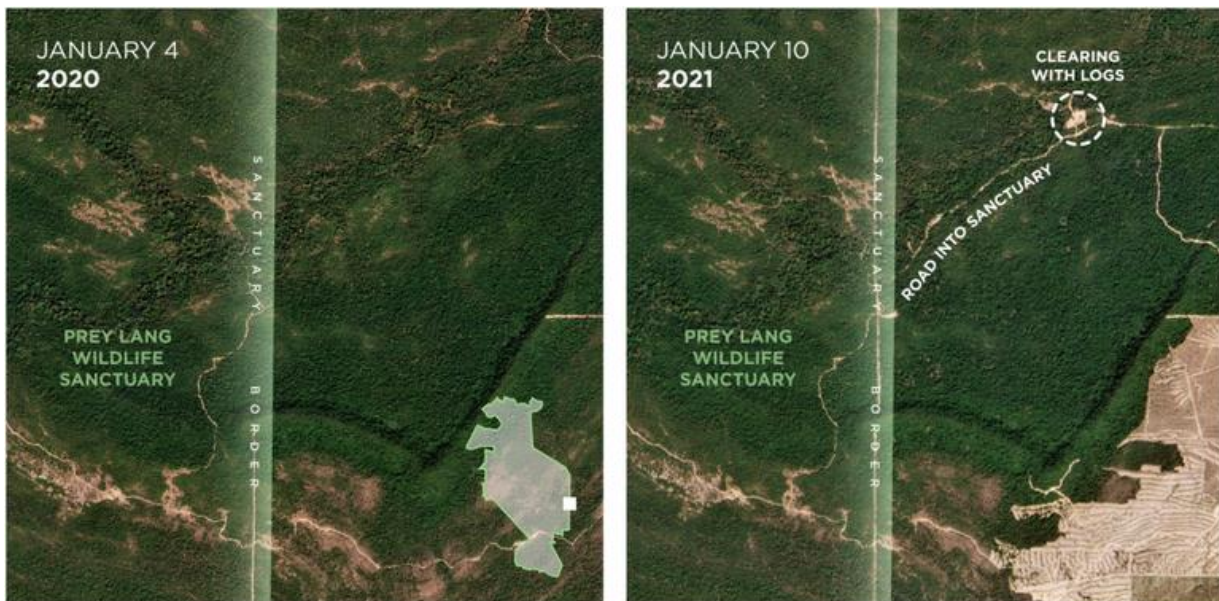 JANUARY 4
2020
SANCTUARY BORDER
PREY LANG
WILDLIFE
SANCTUARY
JANUARY 10
2021
CLEARING
WITH LOGS
SANCTUARY BORDER
ROAD INTO SANCTUARY
PREY LANG
WILDLIFE
SANCTUARY